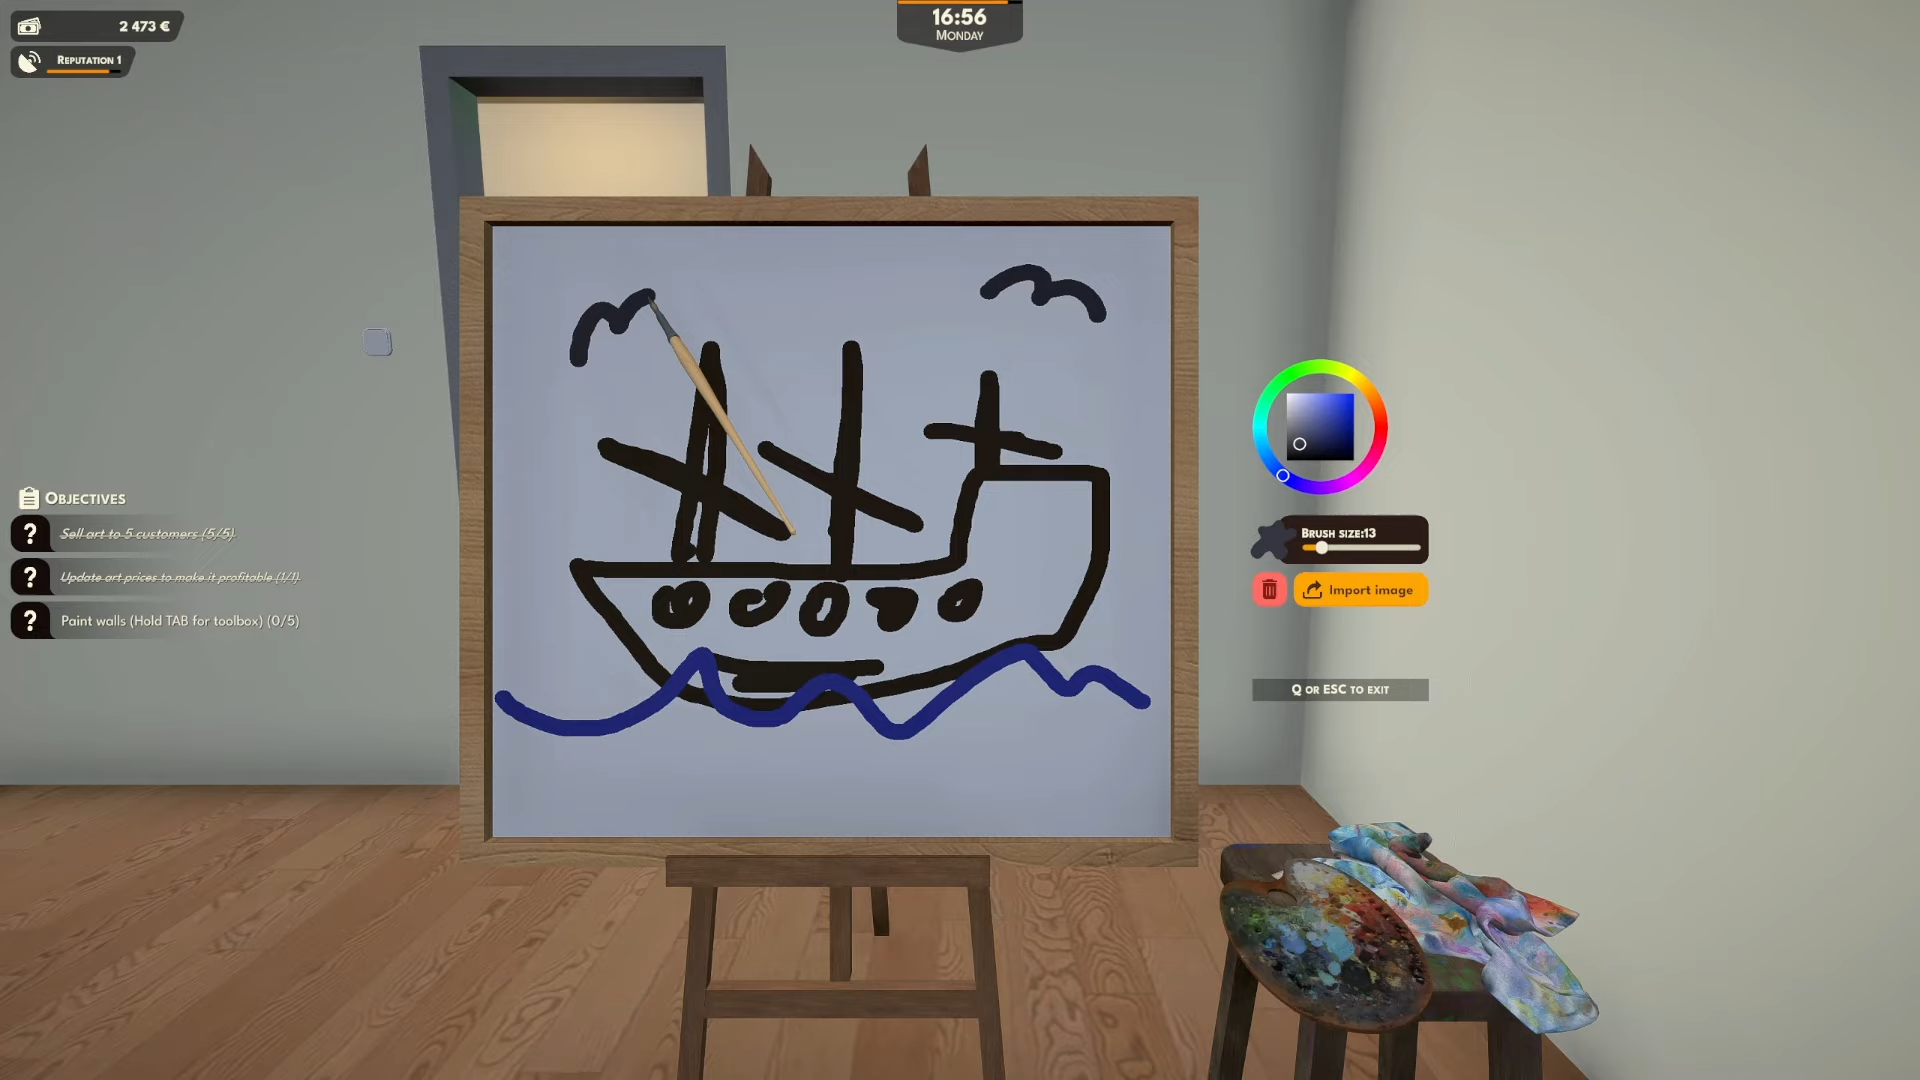 2 473 €
16:56
MONDAY
REPUTATION 1
OBJECTIVES
? Sell art to 5 customers (5/5)
? Update art prices to make it profitable (1/1)
? Paint walls (Hold TAB for toolbox) (0/5)
BRUSH SIZE:13
Import image
Q OR ESC TO EXIT